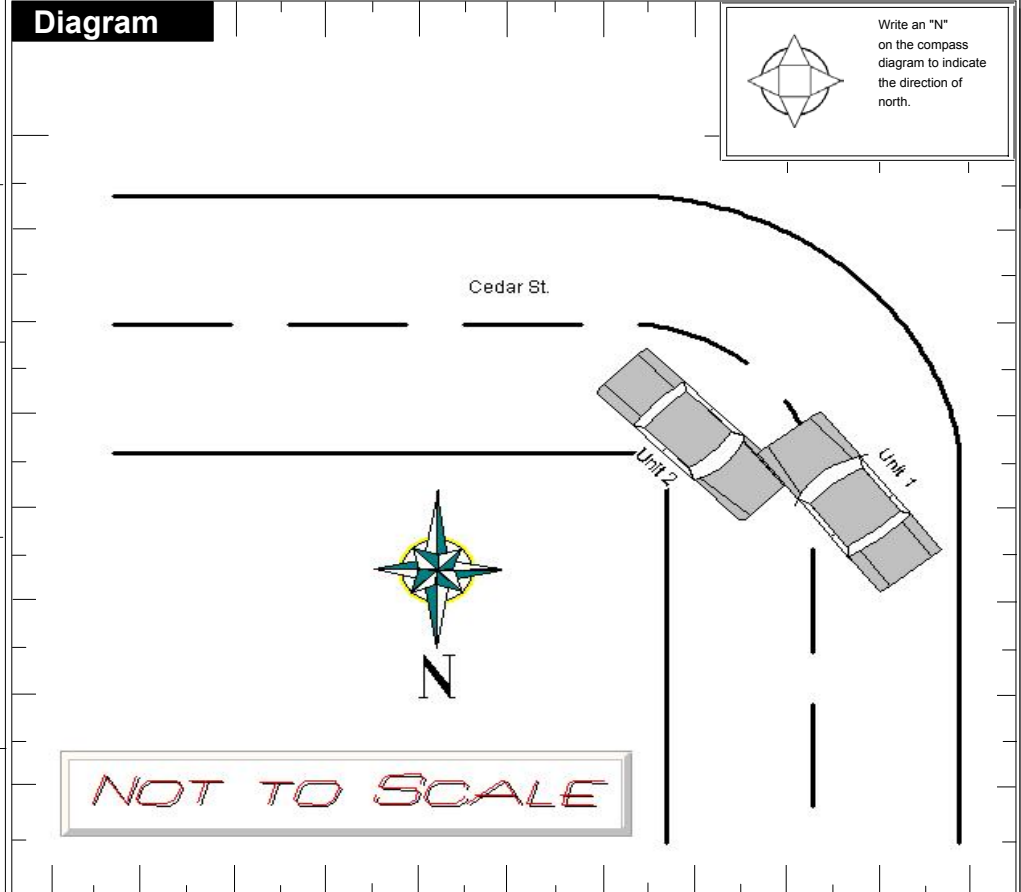 Diagram
Write an "N"
on the compass
diagram to indicate
the direction of
north.
Cedar St.
Unit 2
Unit 1
N
NOT TO SCALE